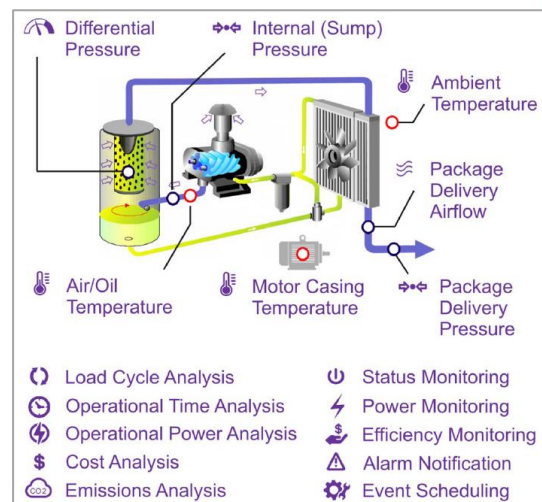 Differential
Pressure
Internal (Sump)
Pressure
Ambient
Temperature
Package
Delivery
Airflow
Air/Oil
Temperature
Motor Casing
Temperature
Package
Delivery
Pressure
Load Cycle Analysis
Status Monitoring
Operational Time Analysis
Power Monitoring
Operational Power Analysis
Efficiency Monitoring
$ Cost Analysis
Alarm Notification
CO2 Emissions Analysis
Event Scheduling